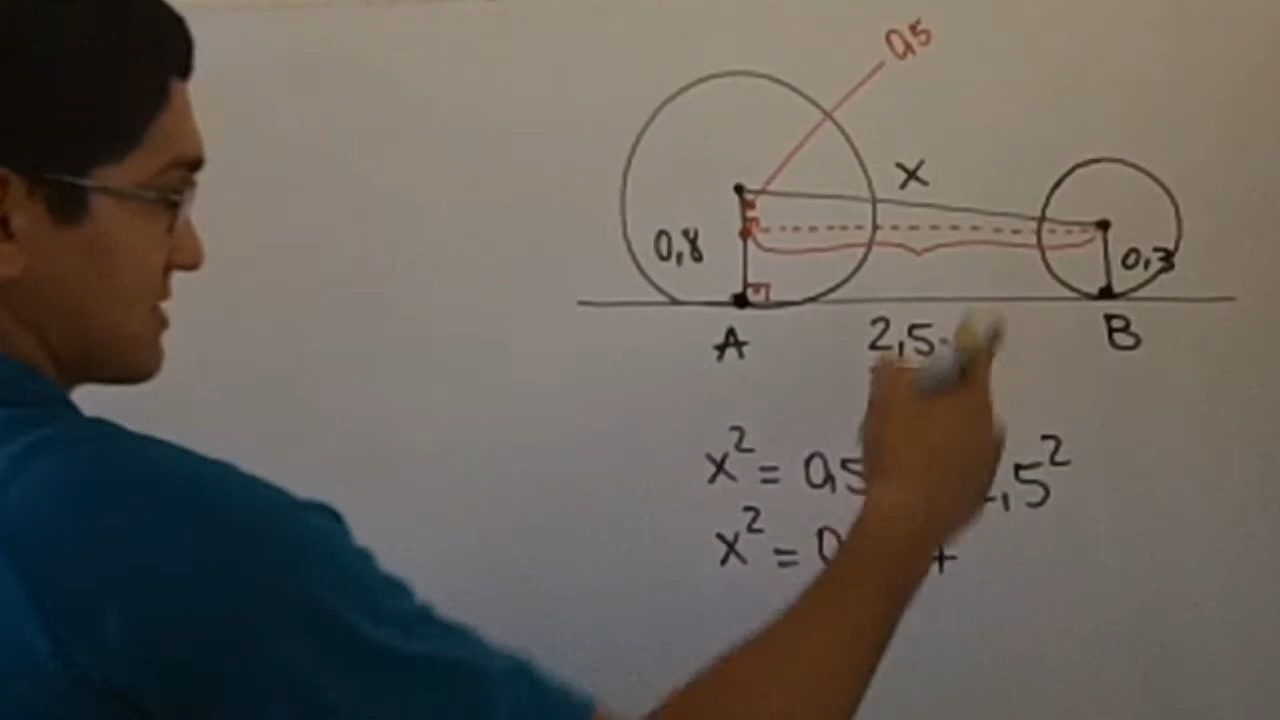 0,5
X
0,8
0,3
A
2,5
B
x² = 0,5 ,5²
x² = 0 +